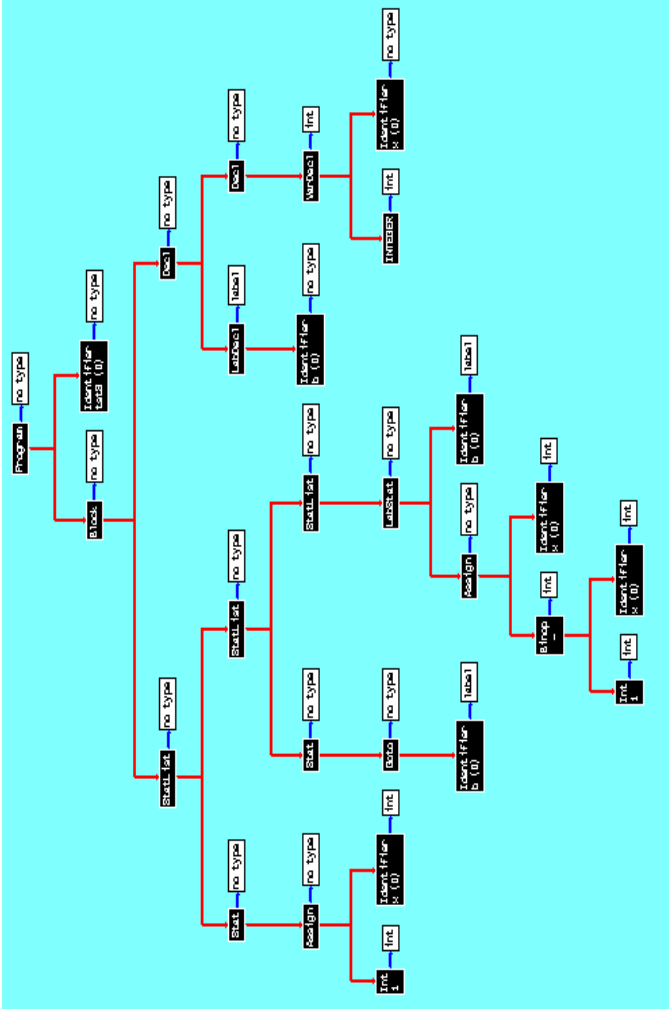 Program
no type
Block
no type
Identifier
tst3 (0)
no type
StatList
no type
Decl
no type
Stat
no type
StatList
no type
LabDecl
label
Decl
no type
Assign
no type
Stat
no type
StatList
no type
Identifier
b (0)
no type
VarDecl
int
Int
1
int
Identifier
x (0)
int
Goto
no type
LabStat
no type
INTEGER
int
Identifier
x (0)
no type
Identifier
b (0)
label
Assign
no type
Identifier
b (0)
label
Binop
-
int
Identifier
x (0)
int
Int
1
int
Identifier
x (0)
int